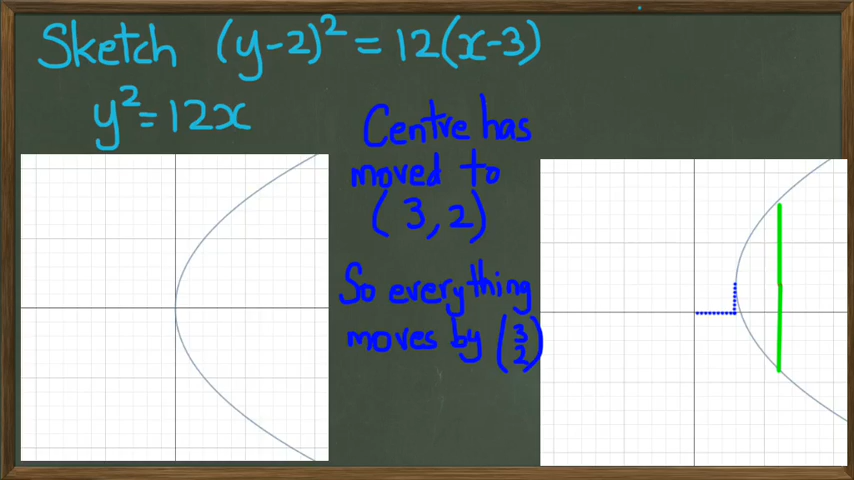 Sketch (y-2)² = 12(x-3)
y² = 12x
Centre has
moved to
(3,2)
So everything
moves by (3
2)